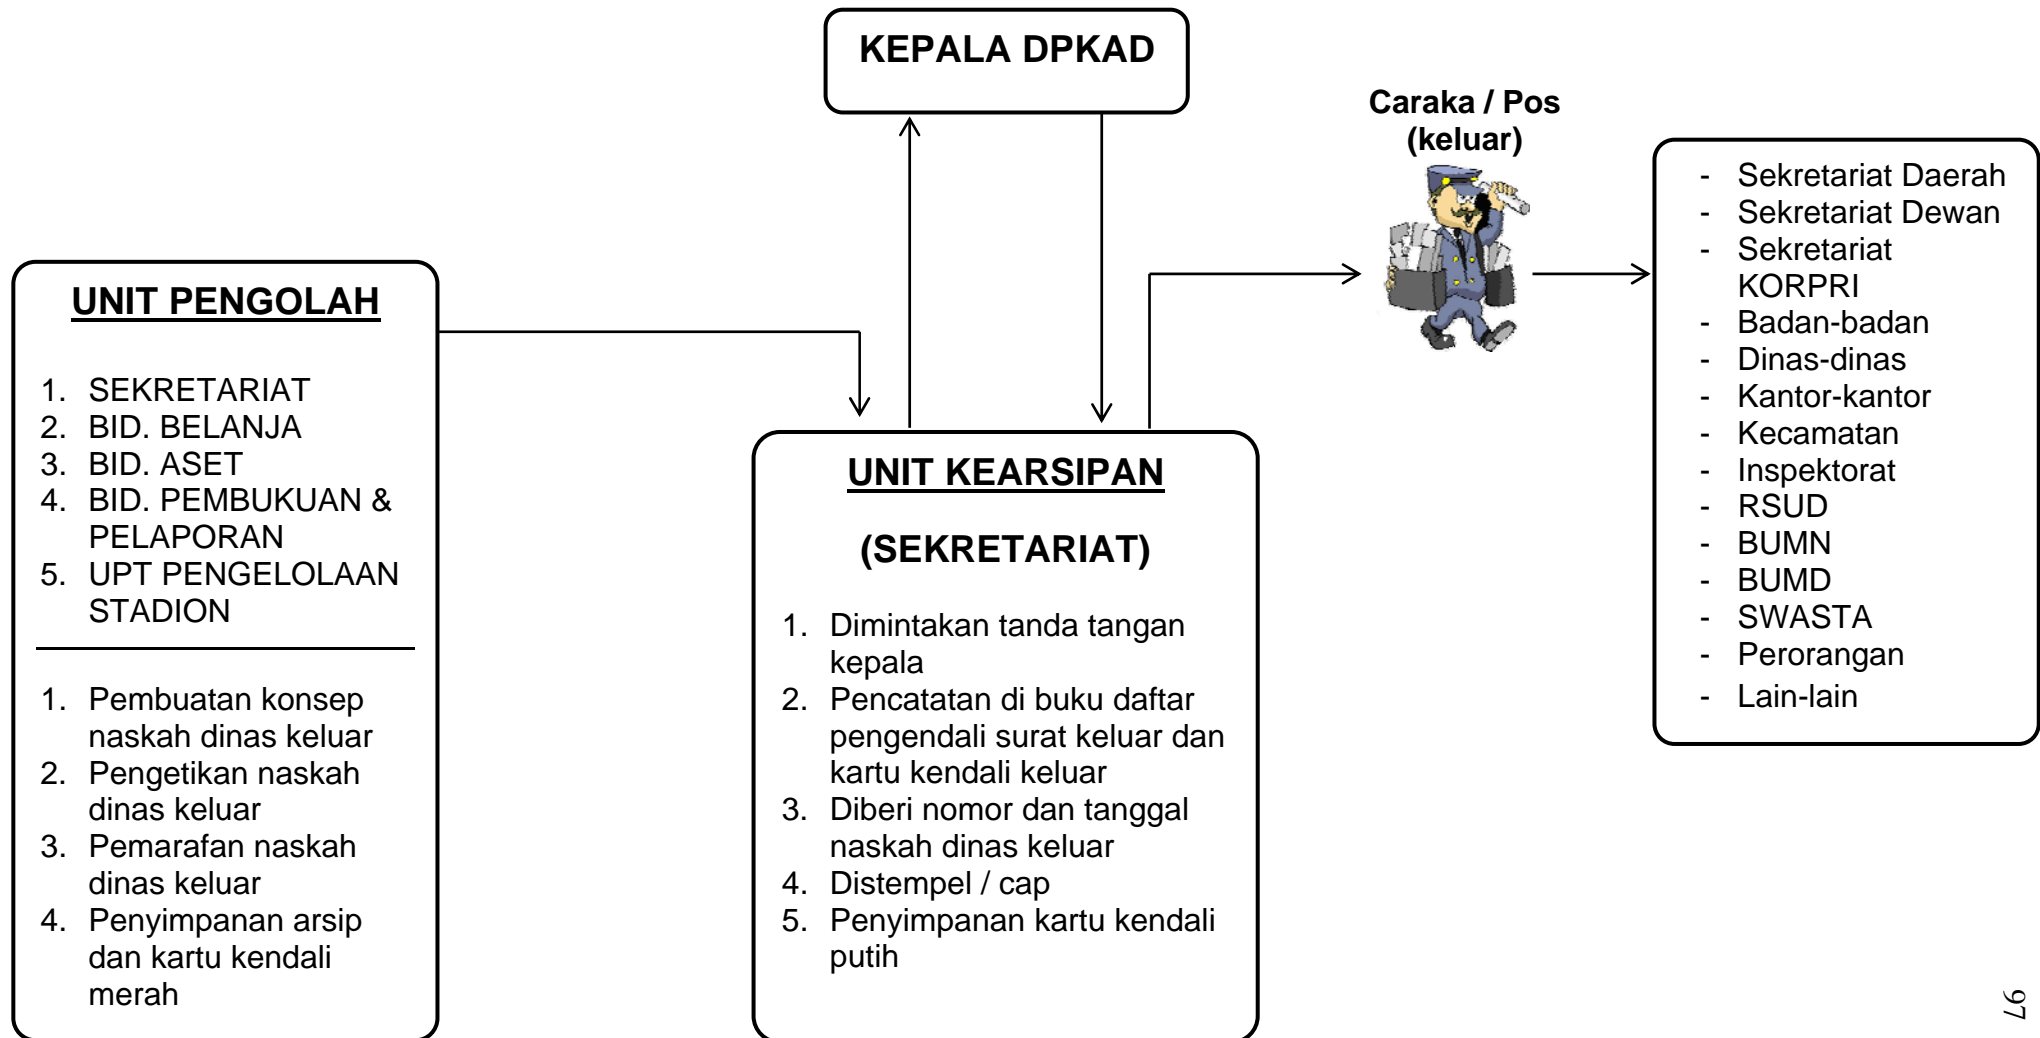 KEPALA DPKAD
Caraka / Pos
(keluar)
- Sekretariat Daerah
- Sekretariat Dewan
- Sekretariat
KORPRI
- Badan-badan
- Dinas-dinas
- Kantor-kantor
- Kecamatan
- Inspektorat
- RSUD
- BUMN
- BUMD
- SWASTA
- Perorangan
- Lain-lain
UNIT PENGOLAH
1. SEKRETARIAT
2. BID. BELANJA
3. BID. ASET
4. BID. PEMBUKUAN &
PELAPORAN
5. UPT PENGELOLAAN
STADION
1. Pembuatan konsep
naskah dinas keluar
2. Pengetikan naskah
dinas keluar
3. Pemarafan naskah
dinas keluar
4. Penyimpanan arsip
dan kartu kendali
merah
UNIT KEARSIPAN
(SEKRETARIAT)
1. Dimintakan tanda tangan
kepala
2. Pencatatan di buku daftar
pengendali surat keluar dan
kartu kendali keluar
3. Diberi nomor dan tanggal
naskah dinas keluar
4. Distempel / cap
5. Penyimpanan kartu kendali
putih
97